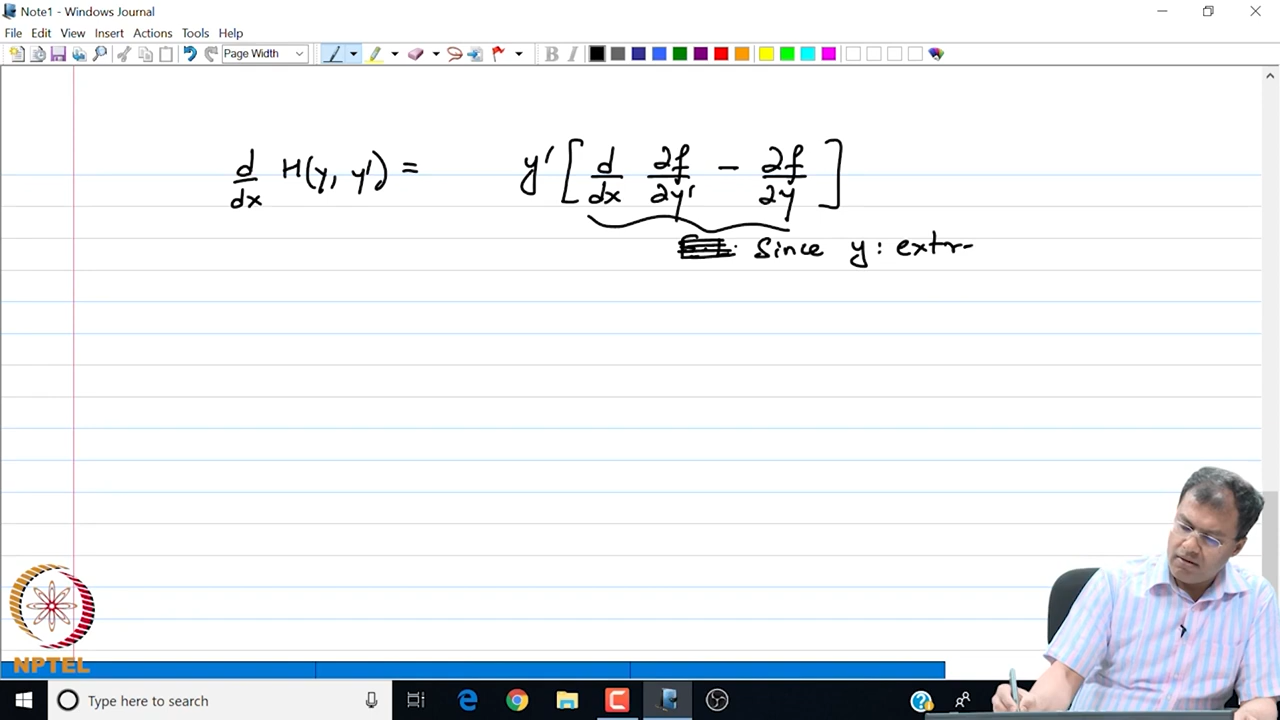 Note1 - Windows Journal
File Edit View Insert Actions Tools Help
Page Width B I
d/dx H(y, y') = y' [ d/dx ∂f/∂y' - ∂f/∂y ]
Since y: extr
NPTEL
Type here to search